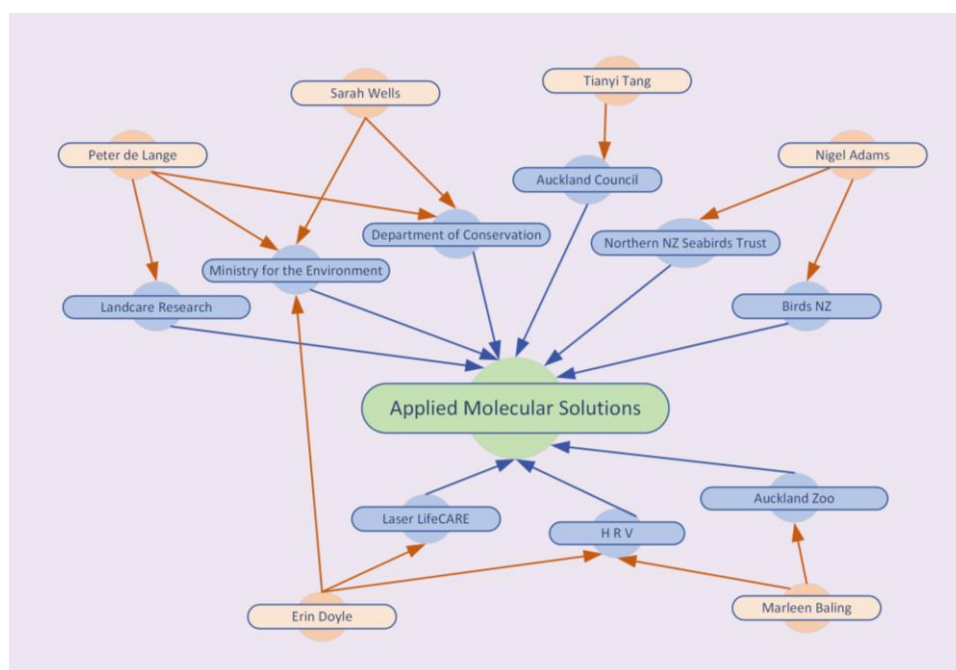 Tianyi Tang
Sarah Wells
Peter de Lange
Nigel Adams
Auckland Council
Department of Conservation
Northern NZ Seabirds Trust
Ministry for the Environment
Landcare Research
Birds NZ
Applied Molecular Solutions
Auckland Zoo
Laser LifeCARE
H R V
Marleen Baling
Erin Doyle